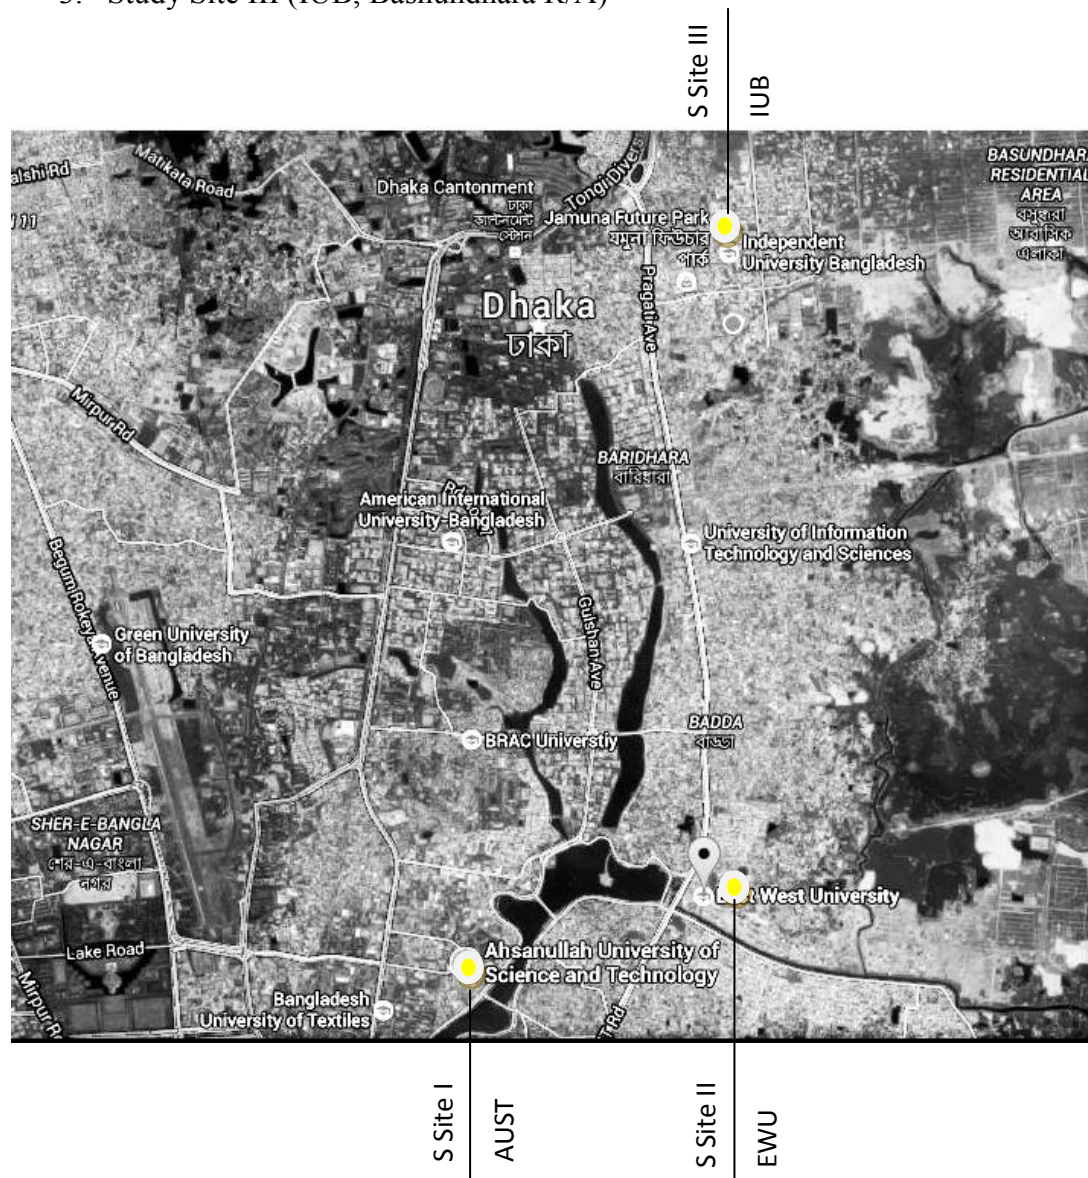 3. Study Site III (IUB, Bashundhara R/A)
S Site III
IUB
alshi Rd
Matikata Road
111
Dhaka Cantonment
ঢাকা
ক্যান্টনমেন্ট
স্টেশন
Tongi Divers
Jamuna Future Park
যমুনা ফিউচার
পার্ক
BASUNDHARA
RESIDENTIAL
AREA
বসুন্ধরা
আবাসিক
এলাকা
Independent
University Bangladesh
Dhaka
ঢাকা
Pragati Ave
Mirpur Rd
BARIDHARA
বারিধারা
American International
University-Bangladesh
University of Information
Technology and Sciences
Begum Rokeya Avenue
Green University
of Bangladesh
Gulshan Ave
BRAC Universtiy
BADDA
বাড্ডা
SHER-E-BANGLA
NAGAR
শের-এ-বাংলা
নগর
West University
Lake Road
Ahsanullah University of
Science and Technology
Mirpur R
Bangladesh
University of Textiles
Rd
S Site I
AUST
S Site II
EWU